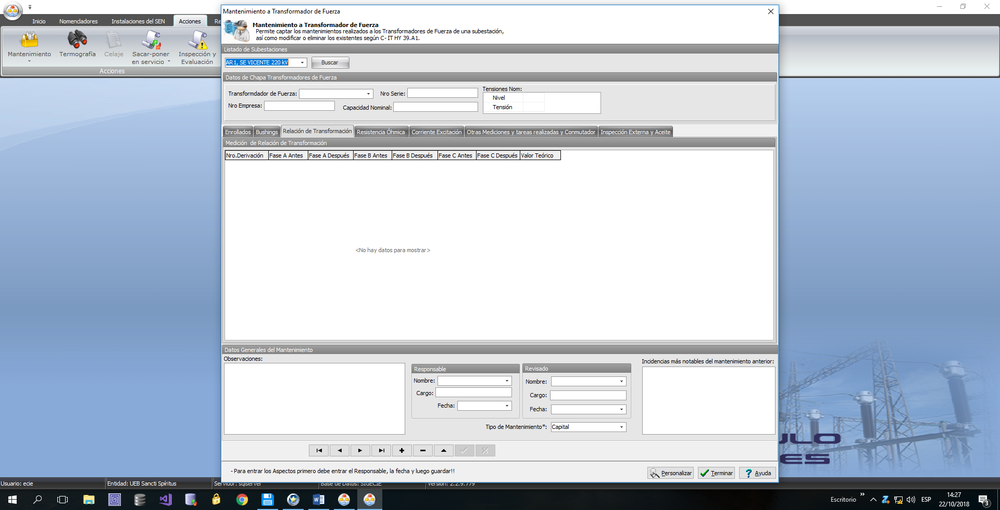 Mantenimiento a Transformador de Fuerza
Inicio
Nomencladores
Instalaciones del SEN
Acciones
Re
Mantenimiento
Termografía
Celaje
Sacar-poner
en servicio
Inspección y
Evaluación
Acciones
Mantenimiento a Transformador de Fuerza
Permite captar los mantenimientos realizados a los Transformadores de Fuerza de una subestación,
así como modificar o eliminar los existentes según C- IT HY 39.A1.
Listado de Subestaciones
AR1, SE VICENTE 220 kV
Buscar
Datos de Chapa Transformadores de Fuerza
Transformdador de Fuerza:
Nro Serie:
Tensiones Nom:
Nivel
Tensión
Nro Empresa:
Capacidad Nominal:
Enrollados
Bushings
Relación de Transformación
Resistencia Óhmica
Corriente Excitación
Otras Mediciones y tareas realizadas y Conmutador
Inspección Externa y Aceite
Medición de Relación de Transformación
Nro.Derivación
Fase A Antes
Fase A Después
Fase B Antes
Fase B Después
Fase C Antes
Fase C Después
Valor Teórico
<No hay datos para mostrar>
Datos Generales del Mantenimiento
Observaciones:
Responsable
Nombre:
Cargo:
Fecha:
Revisado
Nombre:
Cargo:
Fecha:
Tipo de Mantenimiento*:
Capital
Incidencias más notables del mantenimiento anterior:
ULO
ES
- Para entrar los Aspectos primero debe entrar el Responsable, la fecha y luego guardar!!
Personalizar
Terminar
Ayuda
Usuario: ecie
Entidad: UEB Sancti Spíritus
Servidor: sqlserver
Base de Datos: SIGECIE
Version: 2.2.9.779
Escritorio
ESP
14:27
22/10/2018
3